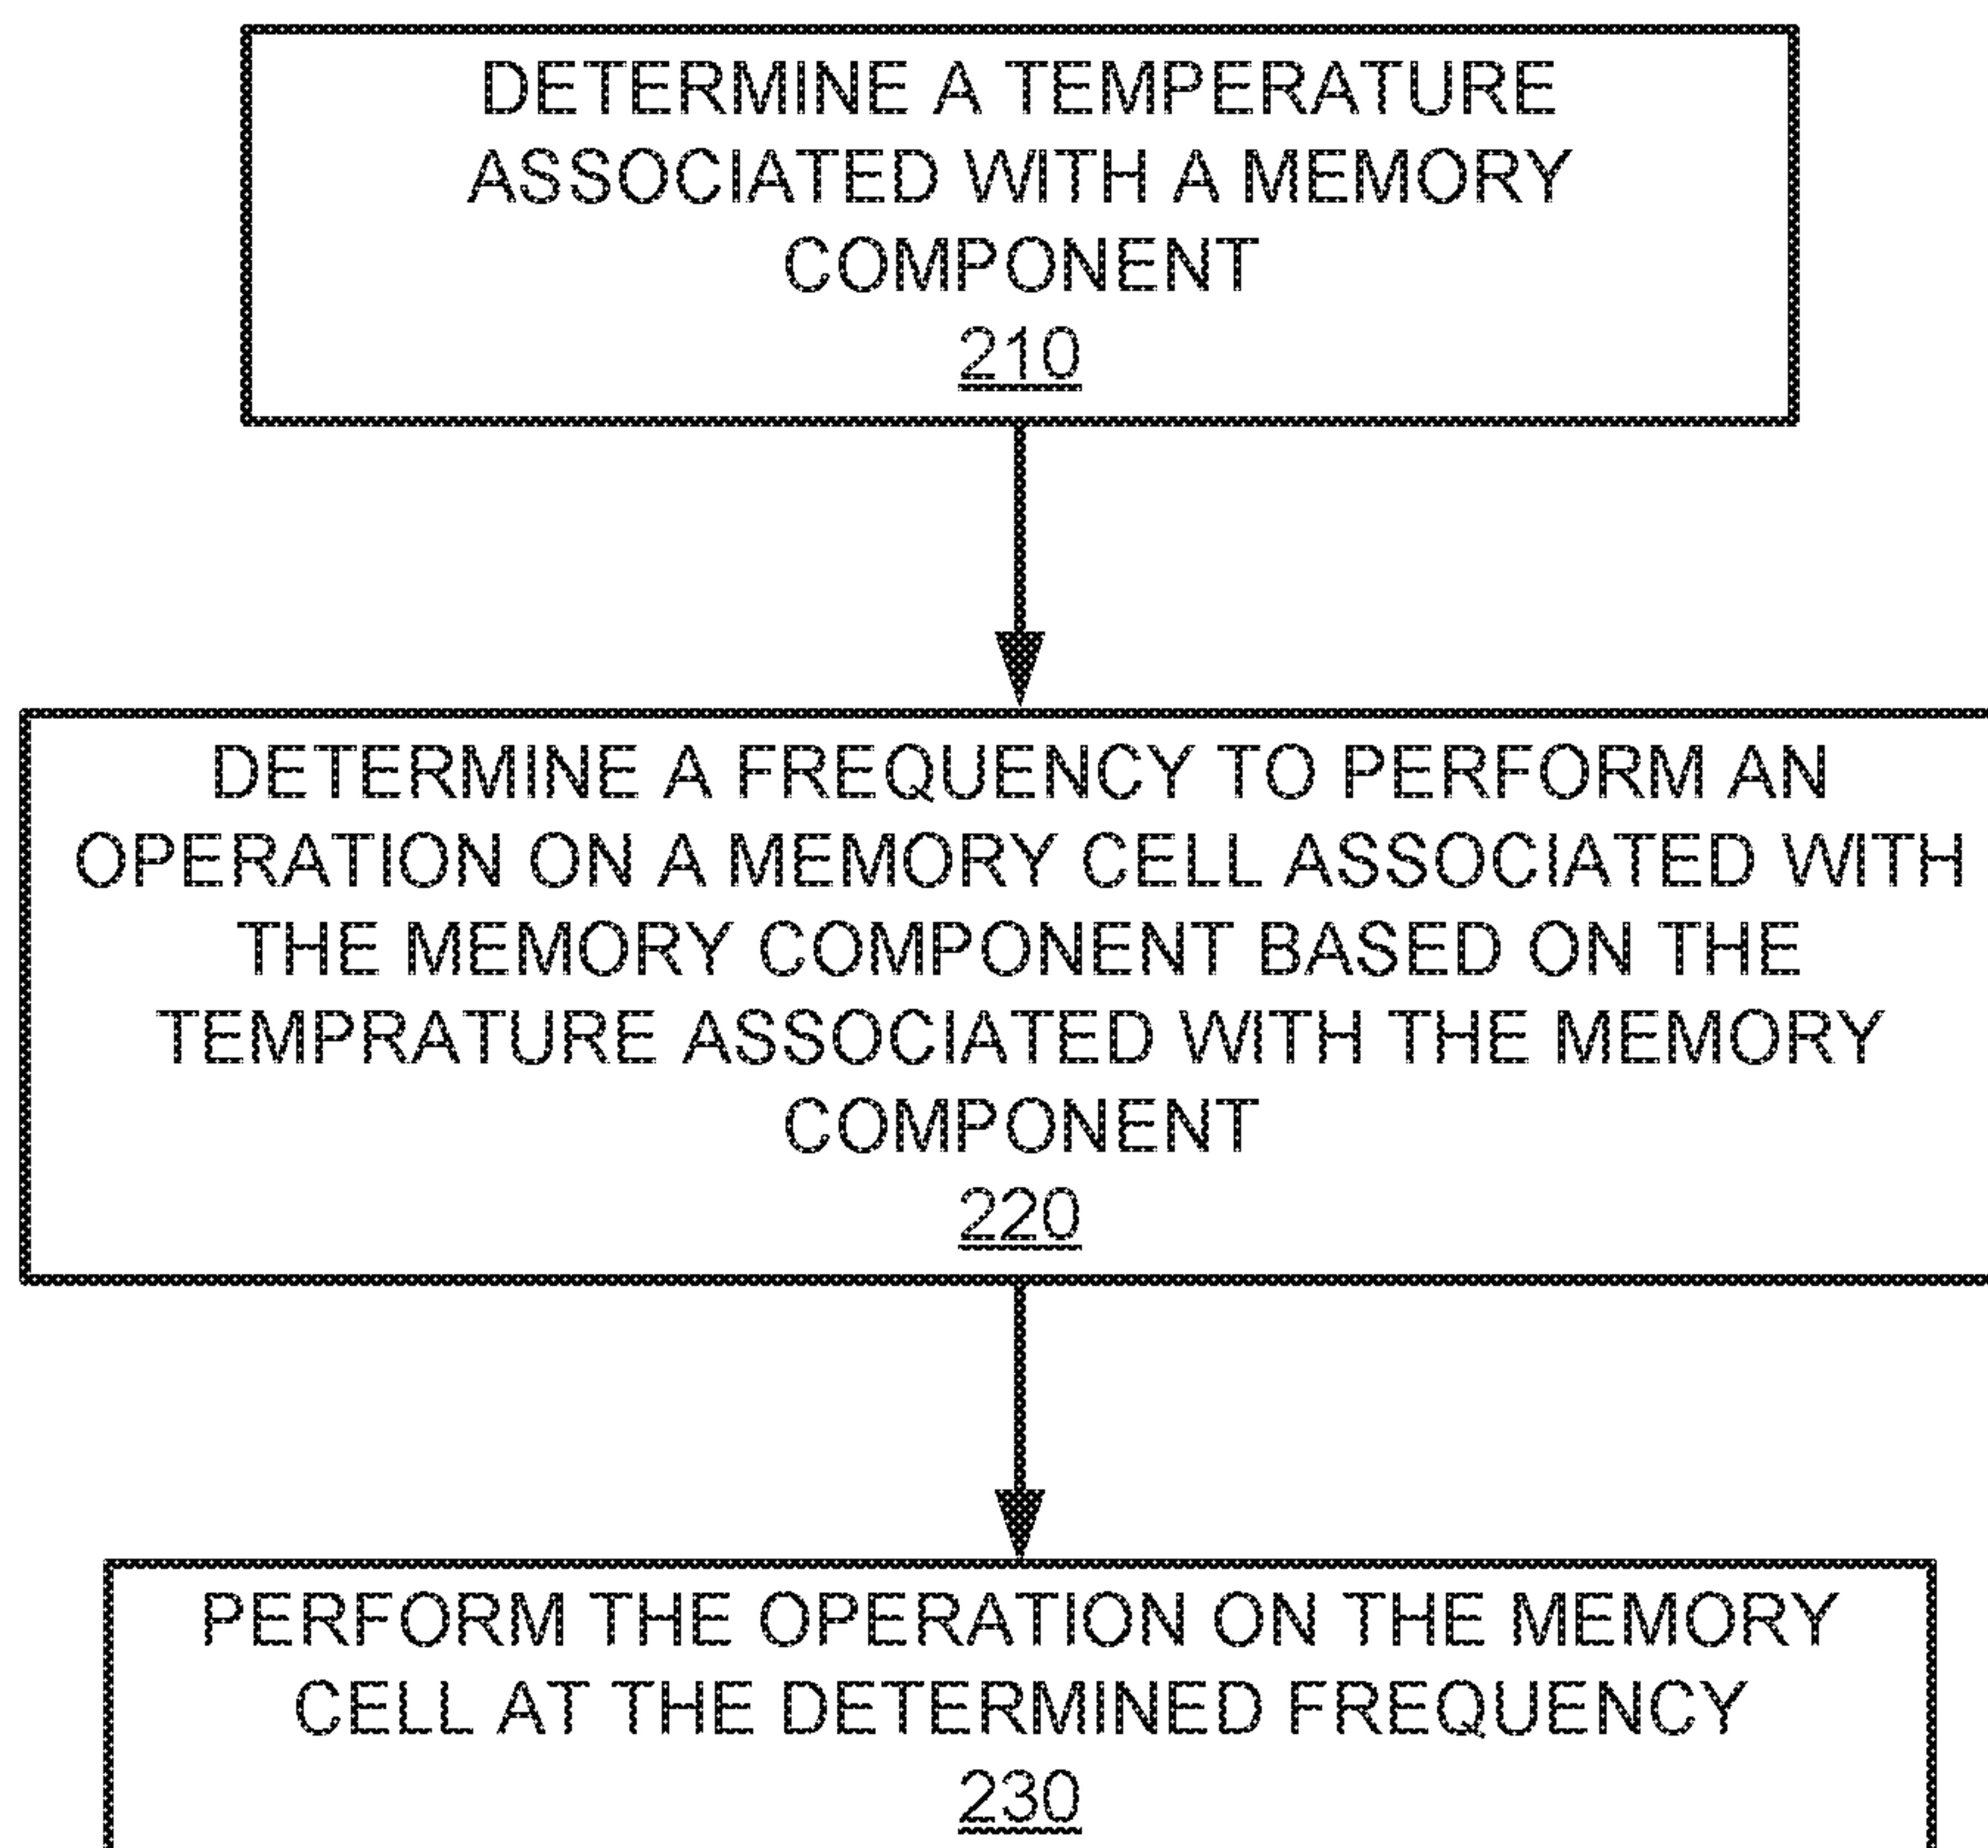 DETERMINE A TEMPERATURE
ASSOCIATED WITH A MEMORY
COMPONENT
210
DETERMINE A FREQUENCY TO PERFORM AN
OPERATION ON A MEMORY CELL ASSOCIATED WITH
THE MEMORY COMPONENT BASED ON THE
TEMPRATURE ASSOCIATED WITH THE MEMORY
COMPONENT
220
PERFORM THE OPERATION ON THE MEMORY
CELL AT THE DETERMINED FREQUENCY
230